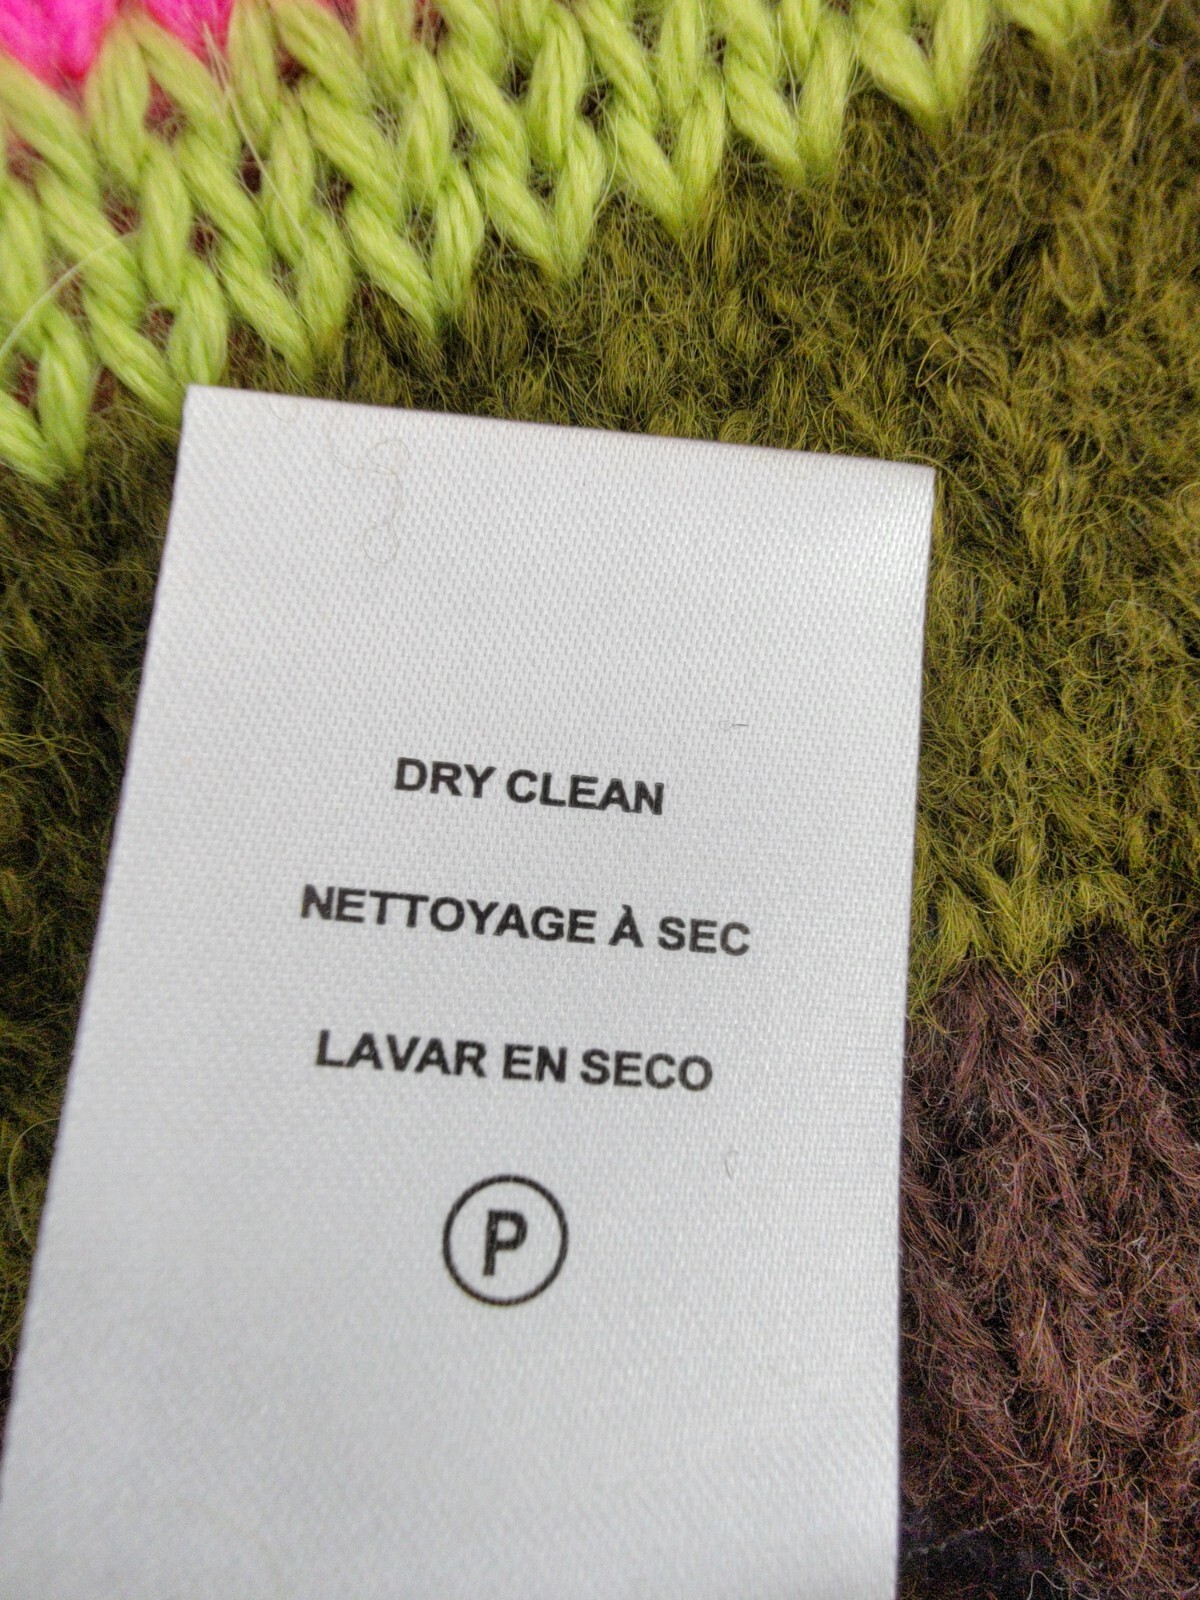 DRY CLEAN
NETTOYAGE À SEC
LAVAR EN SECO
P